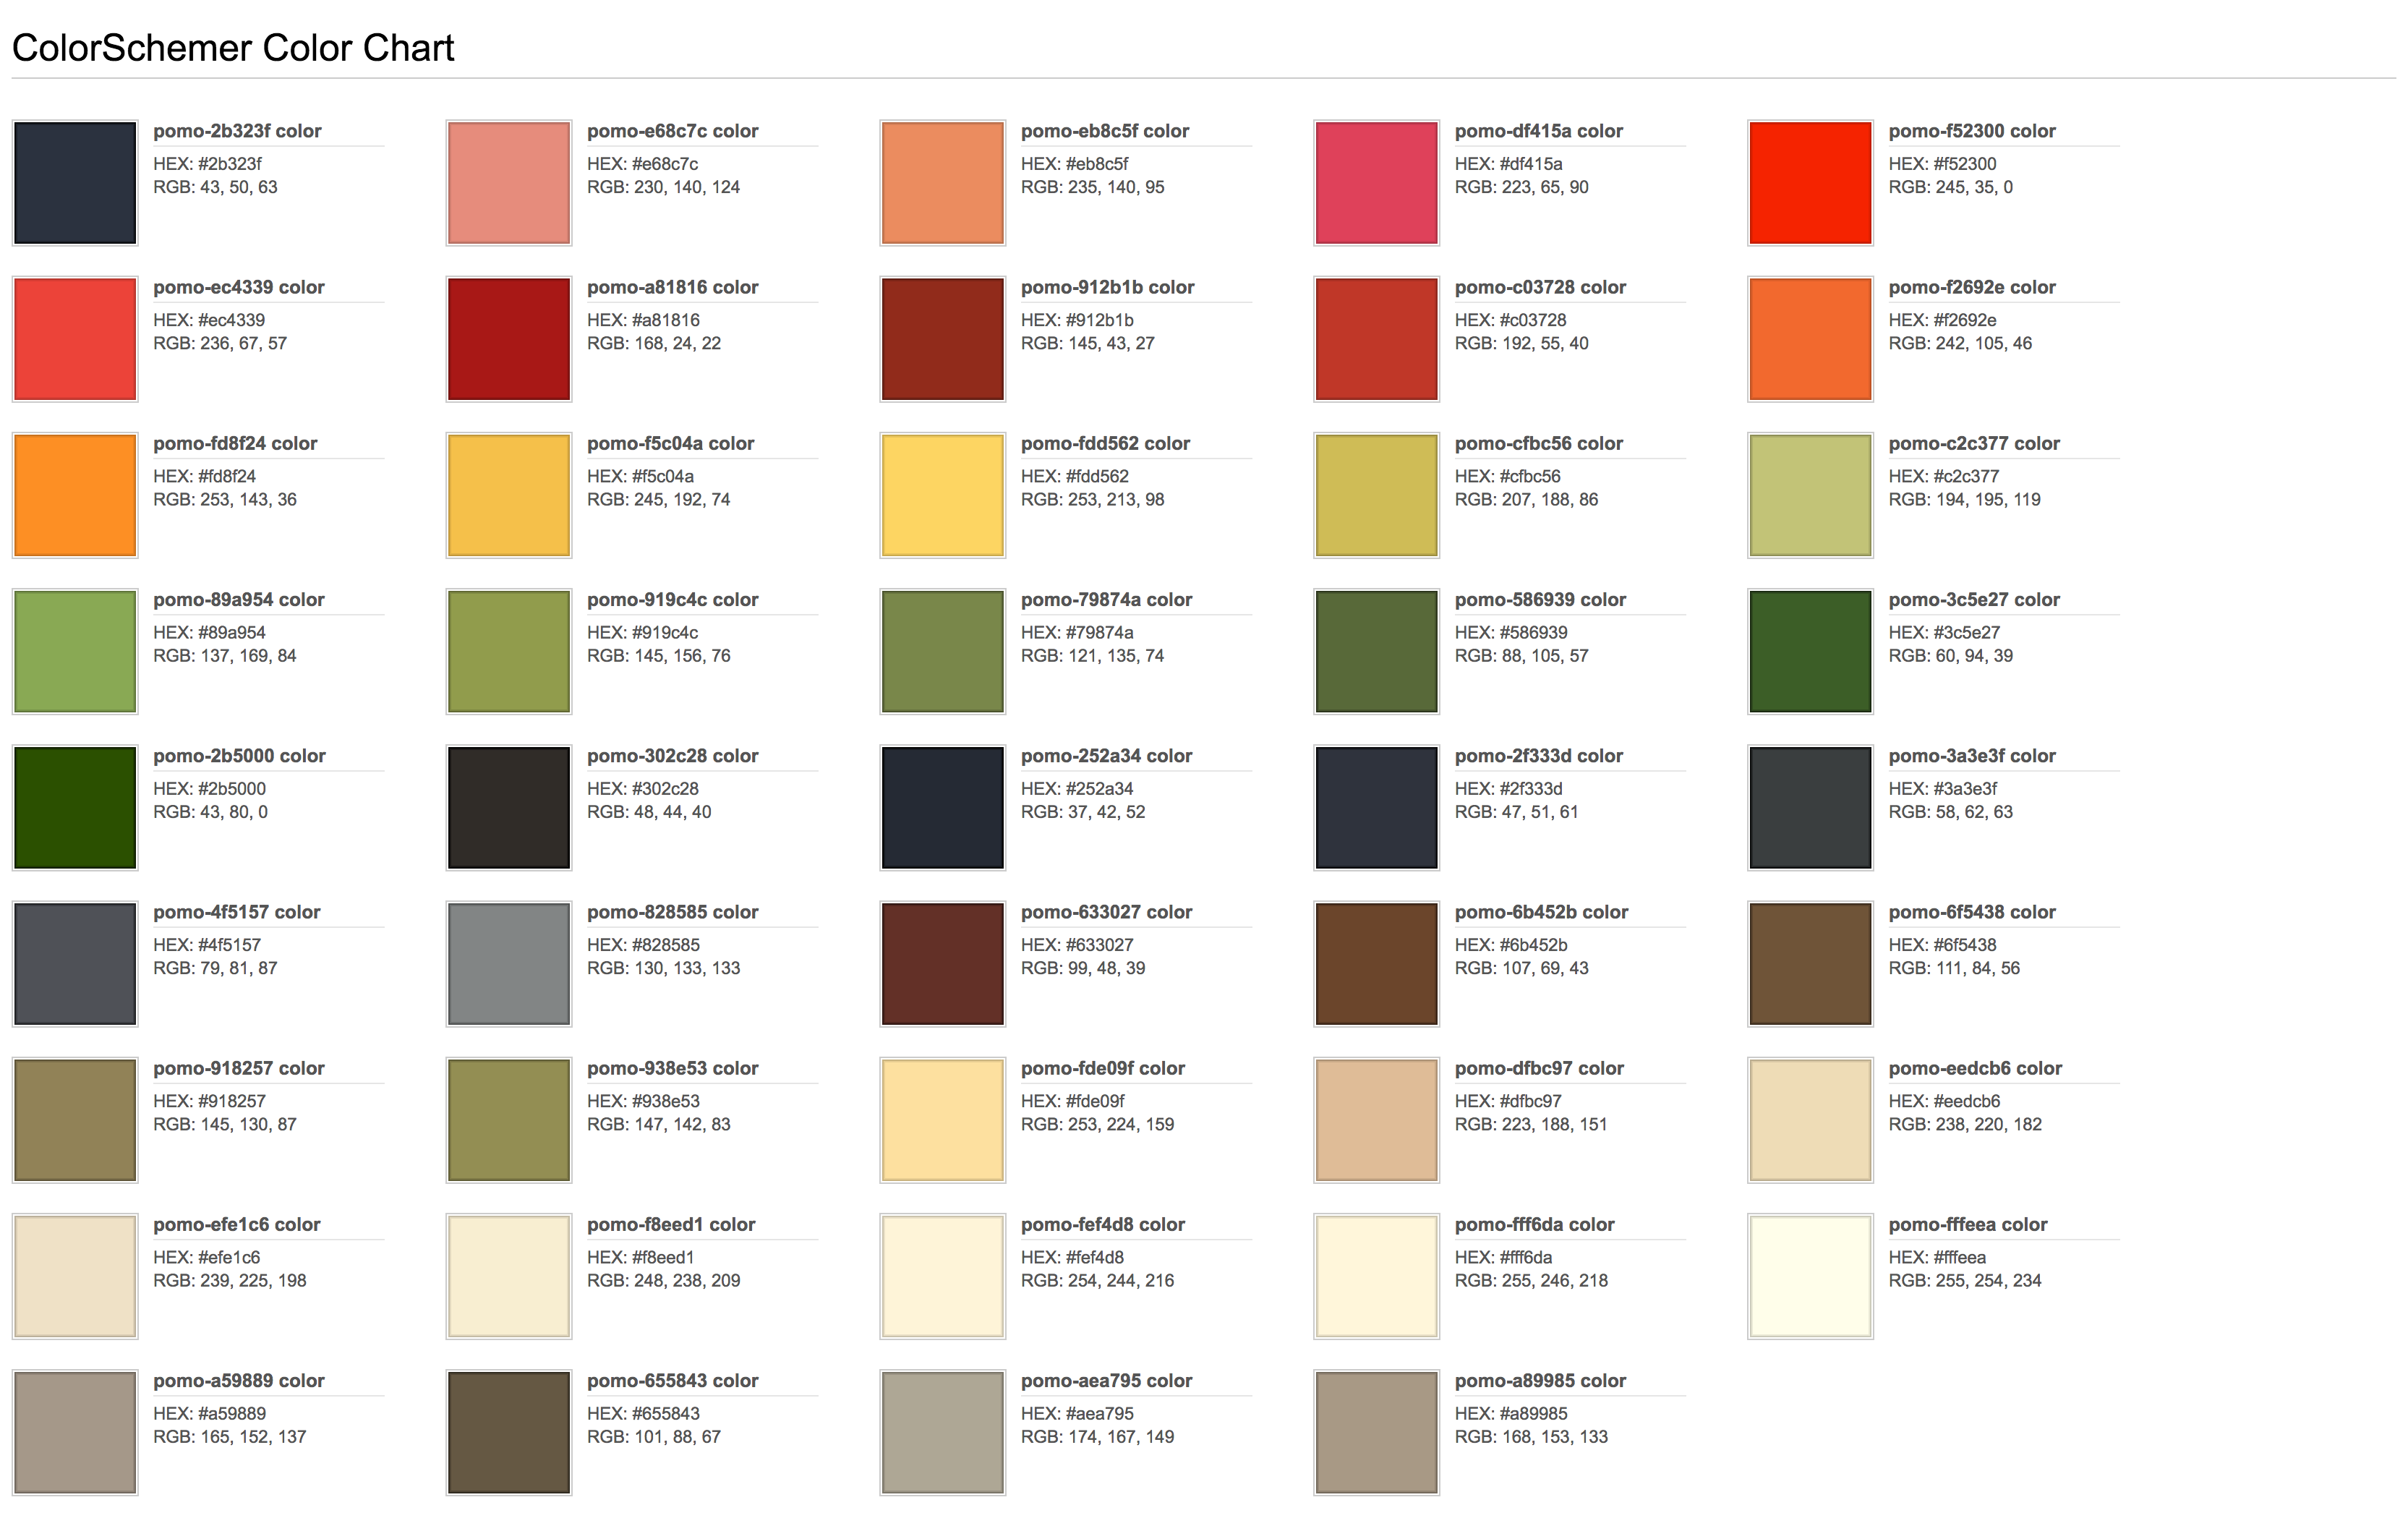 ColorSchemer Color Chart
pomo-2b323f color
HEX: #2b323f
RGB: 43, 50, 63
pomo-e68c7c color
HEX: #e68c7c
RGB: 230, 140, 124
pomo-eb8c5f color
HEX: #eb8c5f
RGB: 235, 140, 95
pomo-df415a color
HEX: #df415a
RGB: 223, 65, 90
pomo-f52300 color
HEX: #f52300
RGB: 245, 35, 0
pomo-ec4339 color
HEX: #ec4339
RGB: 236, 67, 57
pomo-a81816 color
HEX: #a81816
RGB: 168, 24, 22
pomo-912b1b color
HEX: #912b1b
RGB: 145, 43, 27
pomo-c03728 color
HEX: #c03728
RGB: 192, 55, 40
pomo-f2692e color
HEX: #f2692e
RGB: 242, 105, 46
pomo-fd8f24 color
HEX: #fd8f24
RGB: 253, 143, 36
pomo-f5c04a color
HEX: #f5c04a
RGB: 245, 192, 74
pomo-fdd562 color
HEX: #fdd562
RGB: 253, 213, 98
pomo-cfbc56 color
HEX: #cfbc56
RGB: 207, 188, 86
pomo-c2c377 color
HEX: #c2c377
RGB: 194, 195, 119
pomo-89a954 color
HEX: #89a954
RGB: 137, 169, 84
pomo-919c4c color
HEX: #919c4c
RGB: 145, 156, 76
pomo-79874a color
HEX: #79874a
RGB: 121, 135, 74
pomo-586939 color
HEX: #586939
RGB: 88, 105, 57
pomo-3c5e27 color
HEX: #3c5e27
RGB: 60, 94, 39
pomo-2b5000 color
HEX: #2b5000
RGB: 43, 80, 0
pomo-302c28 color
HEX: #302c28
RGB: 48, 44, 40
pomo-252a34 color
HEX: #252a34
RGB: 37, 42, 52
pomo-2f333d color
HEX: #2f333d
RGB: 47, 51, 61
pomo-3a3e3f color
HEX: #3a3e3f
RGB: 58, 62, 63
pomo-4f5157 color
HEX: #4f5157
RGB: 79, 81, 87
pomo-828585 color
HEX: #828585
RGB: 130, 133, 133
pomo-633027 color
HEX: #633027
RGB: 99, 48, 39
pomo-6b452b color
HEX: #6b452b
RGB: 107, 69, 43
pomo-6f5438 color
HEX: #6f5438
RGB: 111, 84, 56
pomo-918257 color
HEX: #918257
RGB: 145, 130, 87
pomo-938e53 color
HEX: #938e53
RGB: 147, 142, 83
pomo-fde09f color
HEX: #fde09f
RGB: 253, 224, 159
pomo-dfbc97 color
HEX: #dfbc97
RGB: 223, 188, 151
pomo-eedcb6 color
HEX: #eedcb6
RGB: 238, 220, 182
pomo-efe1c6 color
HEX: #efe1c6
RGB: 239, 225, 198
pomo-f8eed1 color
HEX: #f8eed1
RGB: 248, 238, 209
pomo-fef4d8 color
HEX: #fef4d8
RGB: 254, 244, 216
pomo-fff6da color
HEX: #fff6da
RGB: 255, 246, 218
pomo-fffeea color
HEX: #fffeea
RGB: 255, 254, 234
pomo-a59889 color
HEX: #a59889
RGB: 165, 152, 137
pomo-655843 color
HEX: #655843
RGB: 101, 88, 67
pomo-aea795 color
HEX: #aea795
RGB: 174, 167, 149
pomo-a89985 color
HEX: #a89985
RGB: 168, 153, 133